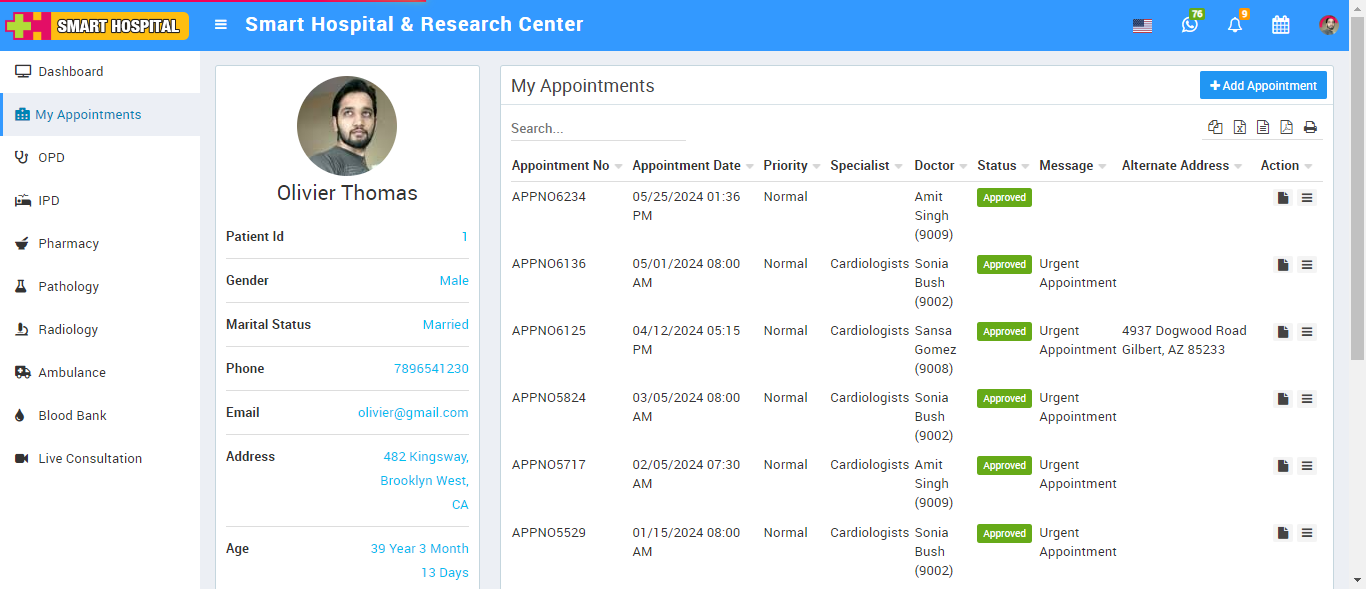 SMART HOSPITAL
Smart Hospital & Research Center
76
9
Dashboard
My Appointments
OPD
IPD
Pharmacy
Pathology
Radiology
Ambulance
Blood Bank
Live Consultation
Olivier Thomas
Patient Id 1
Gender Male
Marital Status Married
Phone 7896541230
Email olivier@gmail.com
Address 482 Kingsway,
Brooklyn West,
CA
Age 39 Year 3 Month
13 Days
My Appointments
Add Appointment
Search...
Appointment No Appointment Date Priority Specialist Doctor Status Message Alternate Address Action
APPNO6234 05/25/2024 01:36 Normal Amit Approved
PM Singh
(9009)
APPNO6136 05/01/2024 08:00 Normal Cardiologists Sonia Approved Urgent
AM Bush Appointment
(9002)
APPNO6125 04/12/2024 05:15 Normal Cardiologists Sansa Approved Urgent 4937 Dogwood Road
PM Gomez Appointment Gilbert, AZ 85233
(9008)
APPNO5824 03/05/2024 08:00 Normal Cardiologists Sonia Approved Urgent
AM Bush Appointment
(9002)
APPNO5717 02/05/2024 07:30 Normal Cardiologists Amit Approved Urgent
AM Singh Appointment
(9009)
APPNO5529 01/15/2024 08:00 Normal Cardiologists Sonia Approved Urgent
AM Bush Appointment
(9002)